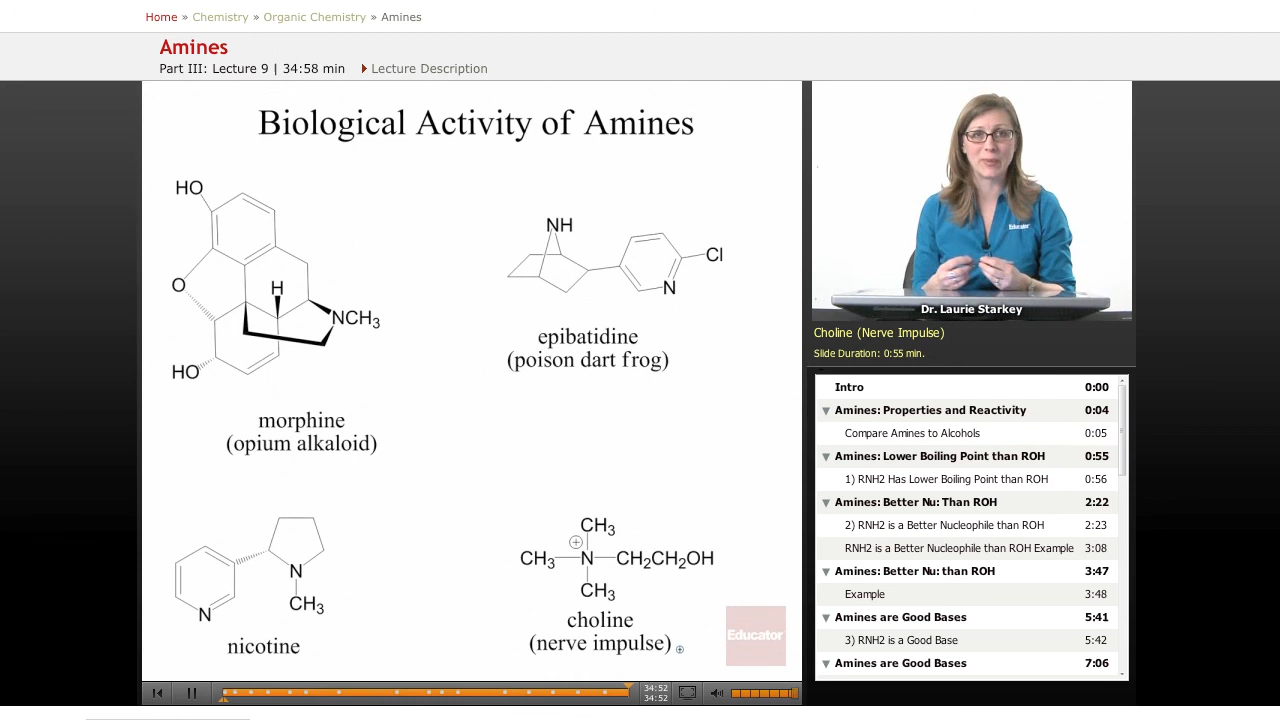 Home » Chemistry » Organic Chemistry » Amines
Amines
Part III: Lecture 9 | 34:58 min
Lecture Description
Biological Activity of Amines
HO
O
H
NCH3
HO
morphine
(opium alkaloid)
NH
Cl
N
epibatidine
(poison dart frog)
N
N
CH3
nicotine
CH3
CH3 N CH2CH2OH
CH3
choline
(nerve impulse)
Educator
34:52
34:52
Educator
Dr. Laurie Starkey
Choline (Nerve Impulse)
Slide Duration: 0:55 min.
Intro 0:00
Amines: Properties and Reactivity 0:04
Compare Amines to Alcohols 0:05
Amines: Lower Boiling Point than ROH 0:55
1) RNH2 Has Lower Boiling Point than ROH 0:56
Amines: Better Nu: Than ROH 2:22
2) RNH2 is a Better Nucleophile than ROH 2:23
RNH2 is a Better Nucleophile than ROH Example 3:08
Amines: Better Nu: than ROH 3:47
Example 3:48
Amines are Good Bases 5:41
3) RNH2 is a Good Base 5:42
Amines are Good Bases 7:06